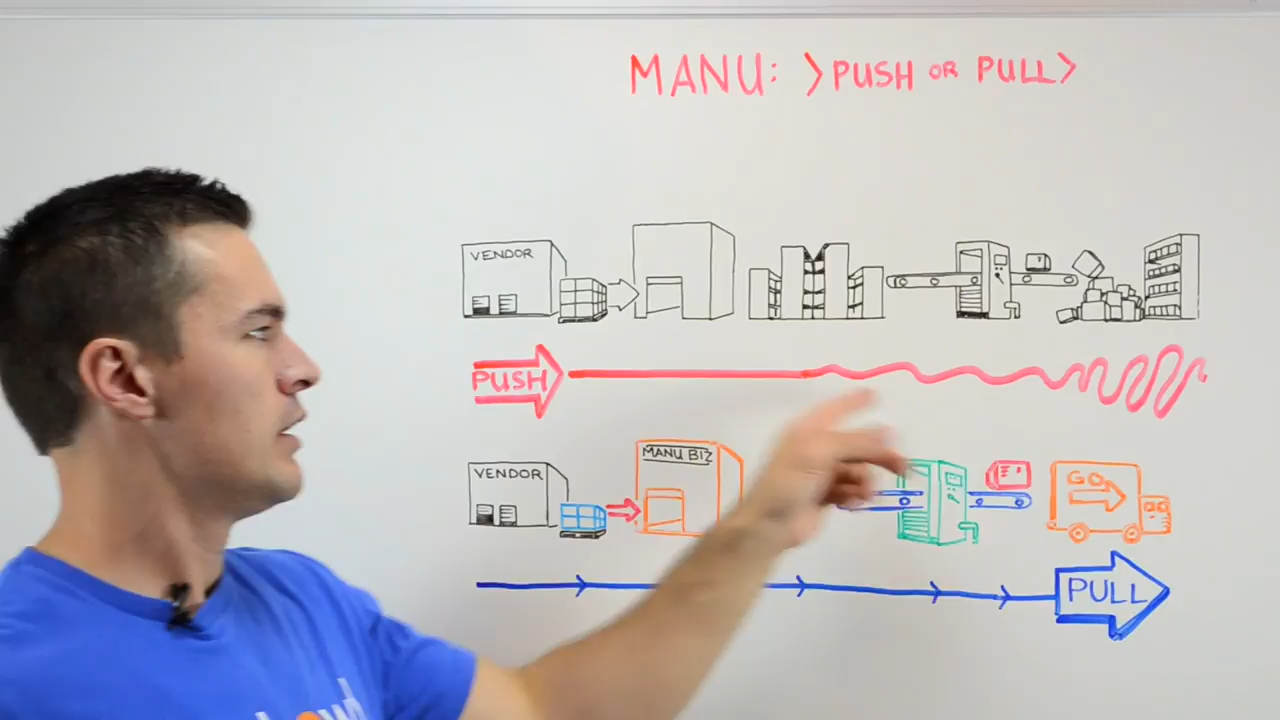 MANU: >PUSH OR PULL>
VENDOR
PUSH
VENDOR
MANU BIZ
GO
PULL